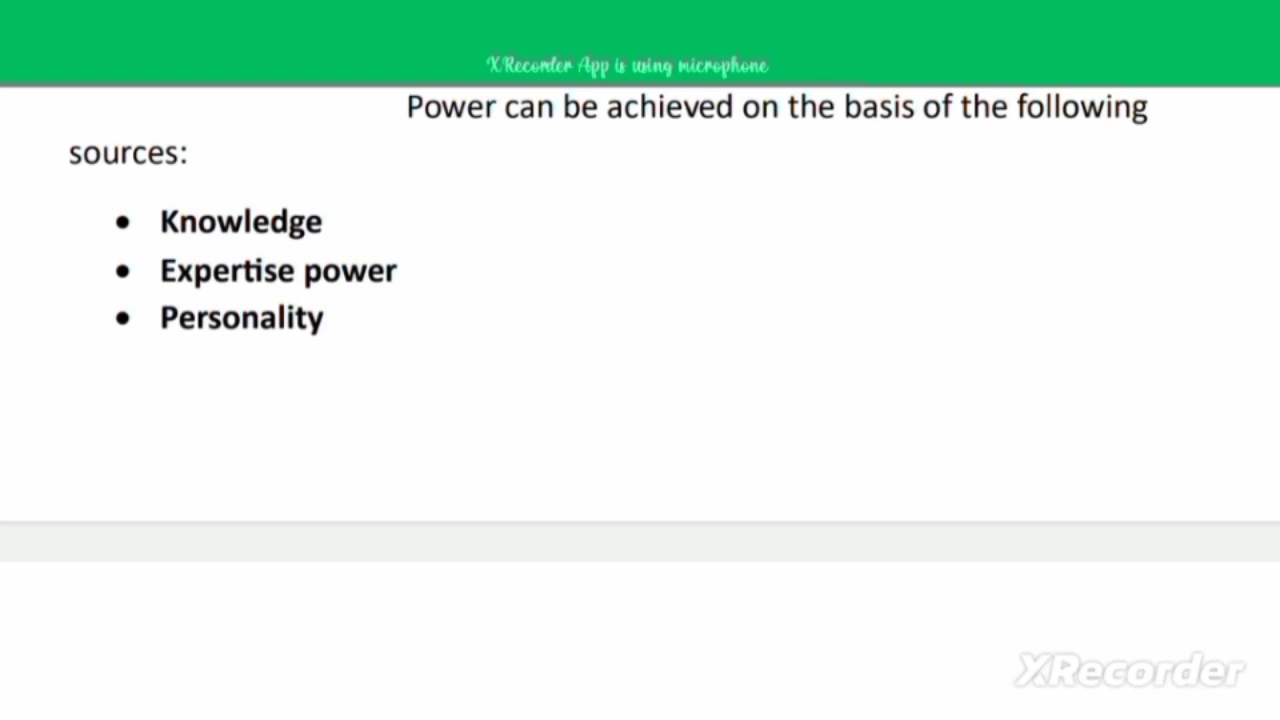 XRecorder App is using microphone
Power can be achieved on the basis of the following
sources:
• Knowledge
• Expertise power
• Personality
XRecorder